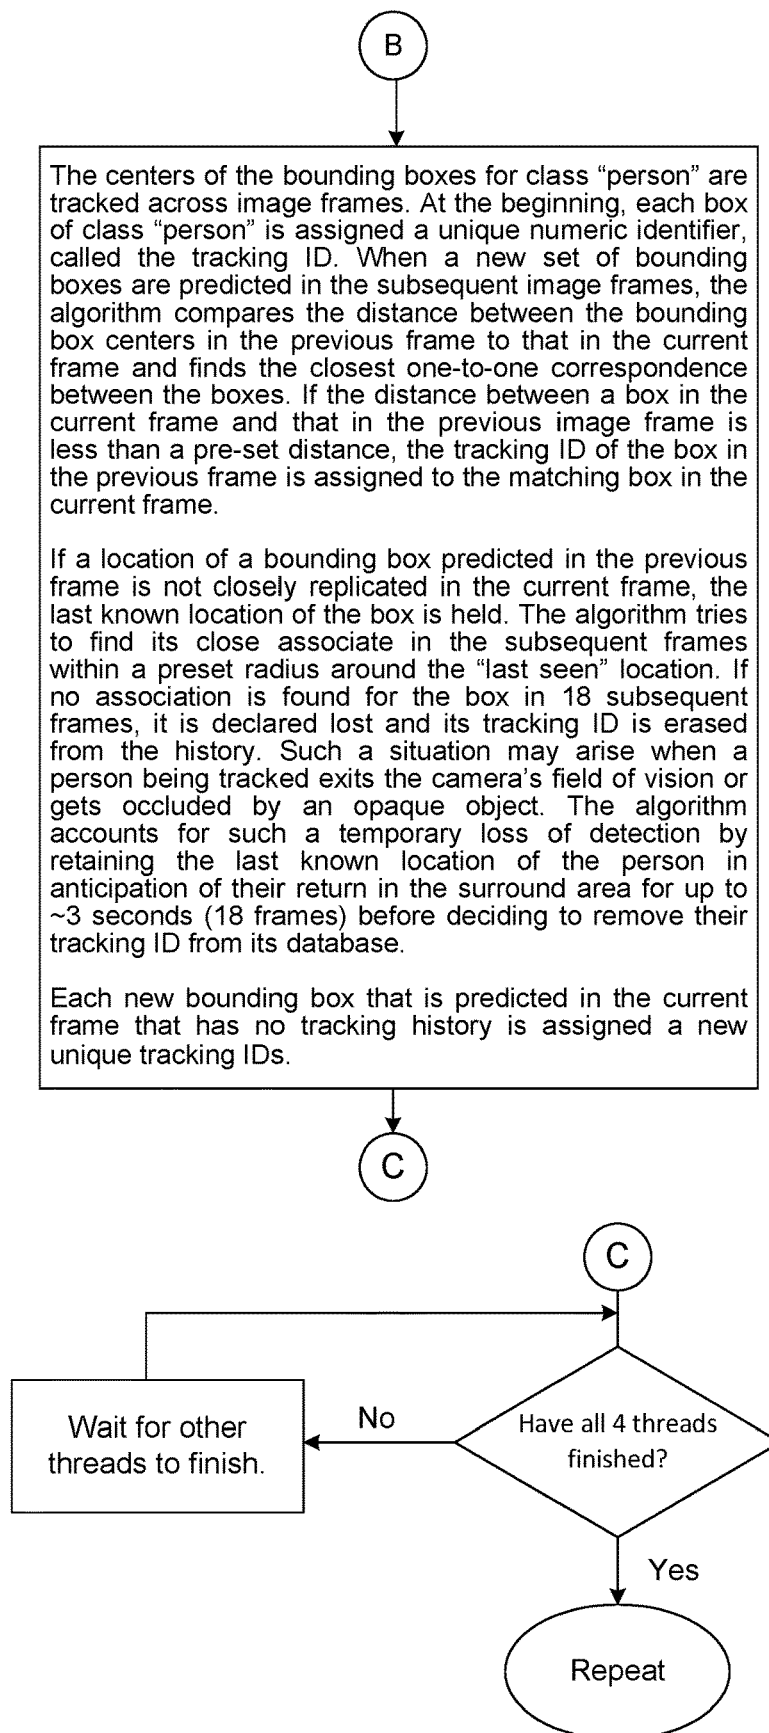 B
The centers of the bounding boxes for class “person” are
tracked across image frames. At the beginning, each box
of class “person” is assigned a unique numeric identifier,
called the tracking ID. When a new set of bounding
boxes are predicted in the subsequent image frames, the
algorithm compares the distance between the bounding
box centers in the previous frame to that in the current
frame and finds the closest one-to-one correspondence
between the boxes. If the distance between a box in the
current frame and that in the previous image frame is
less than a pre-set distance, the tracking ID of the box in
the previous frame is assigned to the matching box in the
current frame.
If a location of a bounding box predicted in the previous
frame is not closely replicated in the current frame, the
last known location of the box is held. The algorithm tries
to find its close associate in the subsequent frames
within a preset radius around the “last seen” location. If
no association is found for the box in 18 subsequent
frames, it is declared lost and its tracking ID is erased
from the history. Such a situation may arise when a
person being tracked exits the camera’s field of vision or
gets occluded by an opaque object. The algorithm
accounts for such a temporary loss of detection by
retaining the last known location of the person in
anticipation of their return in the surround area for up to
~3 seconds (18 frames) before deciding to remove their
tracking ID from its database.
Each new bounding box that is predicted in the current
frame that has no tracking history is assigned a new
unique tracking IDs.
C
C
Have all 4 threads
finished?
No
Wait for other
threads to finish.
Yes
Repeat